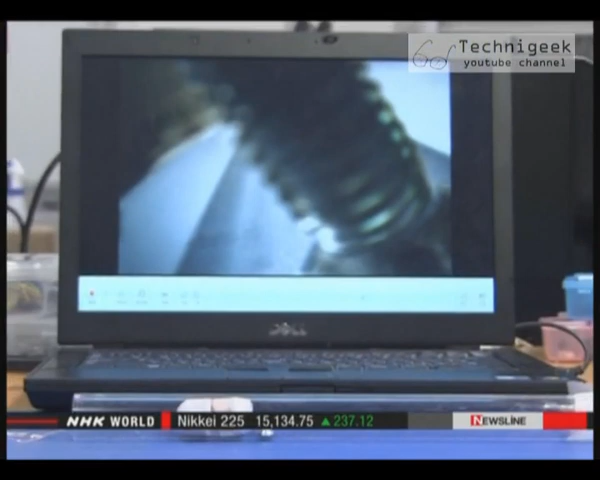 Technigeek
youtube channel
DELL
NHK WORLD Nikkei 225 15,134.75 ▲237.12 NEWSLINE